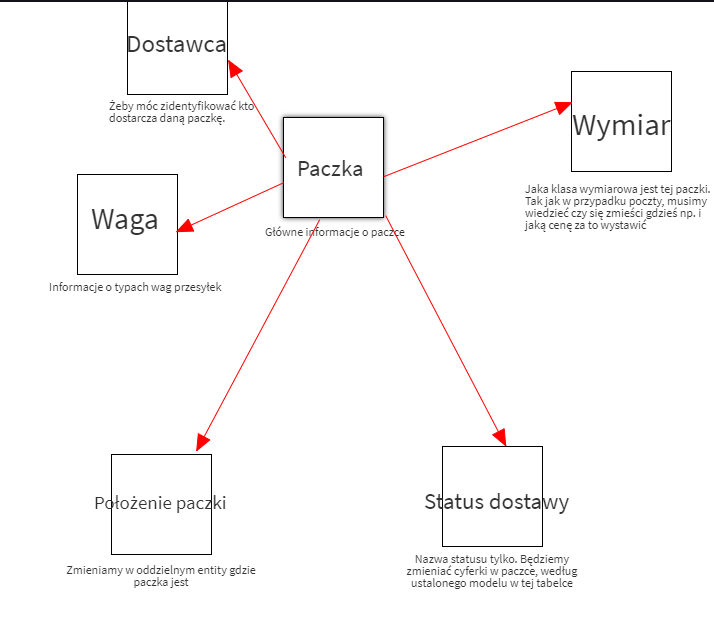 Dostawca
Żeby móc zidentyfikować kto
dostarcza daną paczkę.
Wymiar
Jaka klasa wymiarowa jest tej paczki.
Tak jak w przypadku poczty, musimy
wiedzieć czy się zmieści gdzieś np. i
jaką cenę za to wystawić
Paczka
Główne informacje o paczce
Waga
Informacje o typach wag przesyłek
Położenie paczki
Zmieniamy w oddzielnym entity gdzie
paczka jest
Status dostawy
Nazwa statusu tylko. Będziemy
zmieniać cyferki w paczce, według
ustalonego modelu w tej tabelce